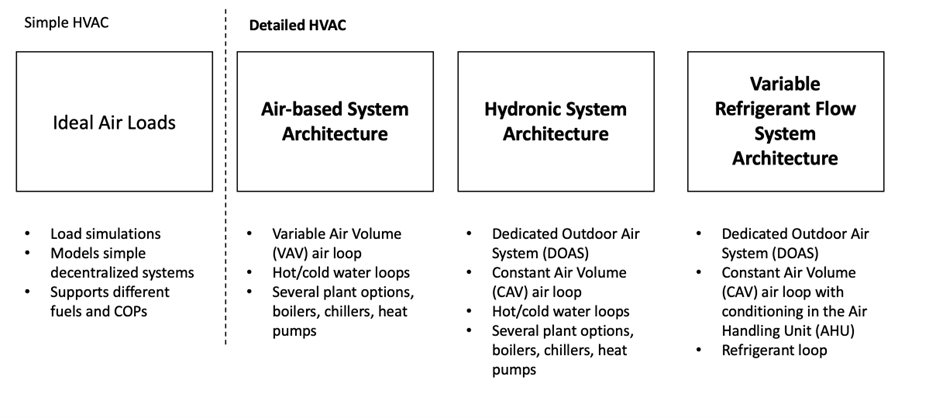 Simple HVAC
Detailed HVAC
Ideal Air Loads
Air-based System
Architecture
Hydronic System
Architecture
Variable
Refrigerant Flow
System
Architecture
• Load simulations
• Models simple
decentralized systems
• Supports different
fuels and COPs
• Variable Air Volume
(VAV) air loop
• Hot/cold water loops
• Several plant options,
boilers, chillers, heat
pumps
• Dedicated Outdoor Air
System (DOAS)
• Constant Air Volume
(CAV) air loop
• Hot/cold water loops
• Several plant options,
boilers, chillers, heat
pumps
• Dedicated Outdoor Air
System (DOAS)
• Constant Air Volume
(CAV) air loop with
conditioning in the Air
Handling Unit (AHU)
• Refrigerant loop